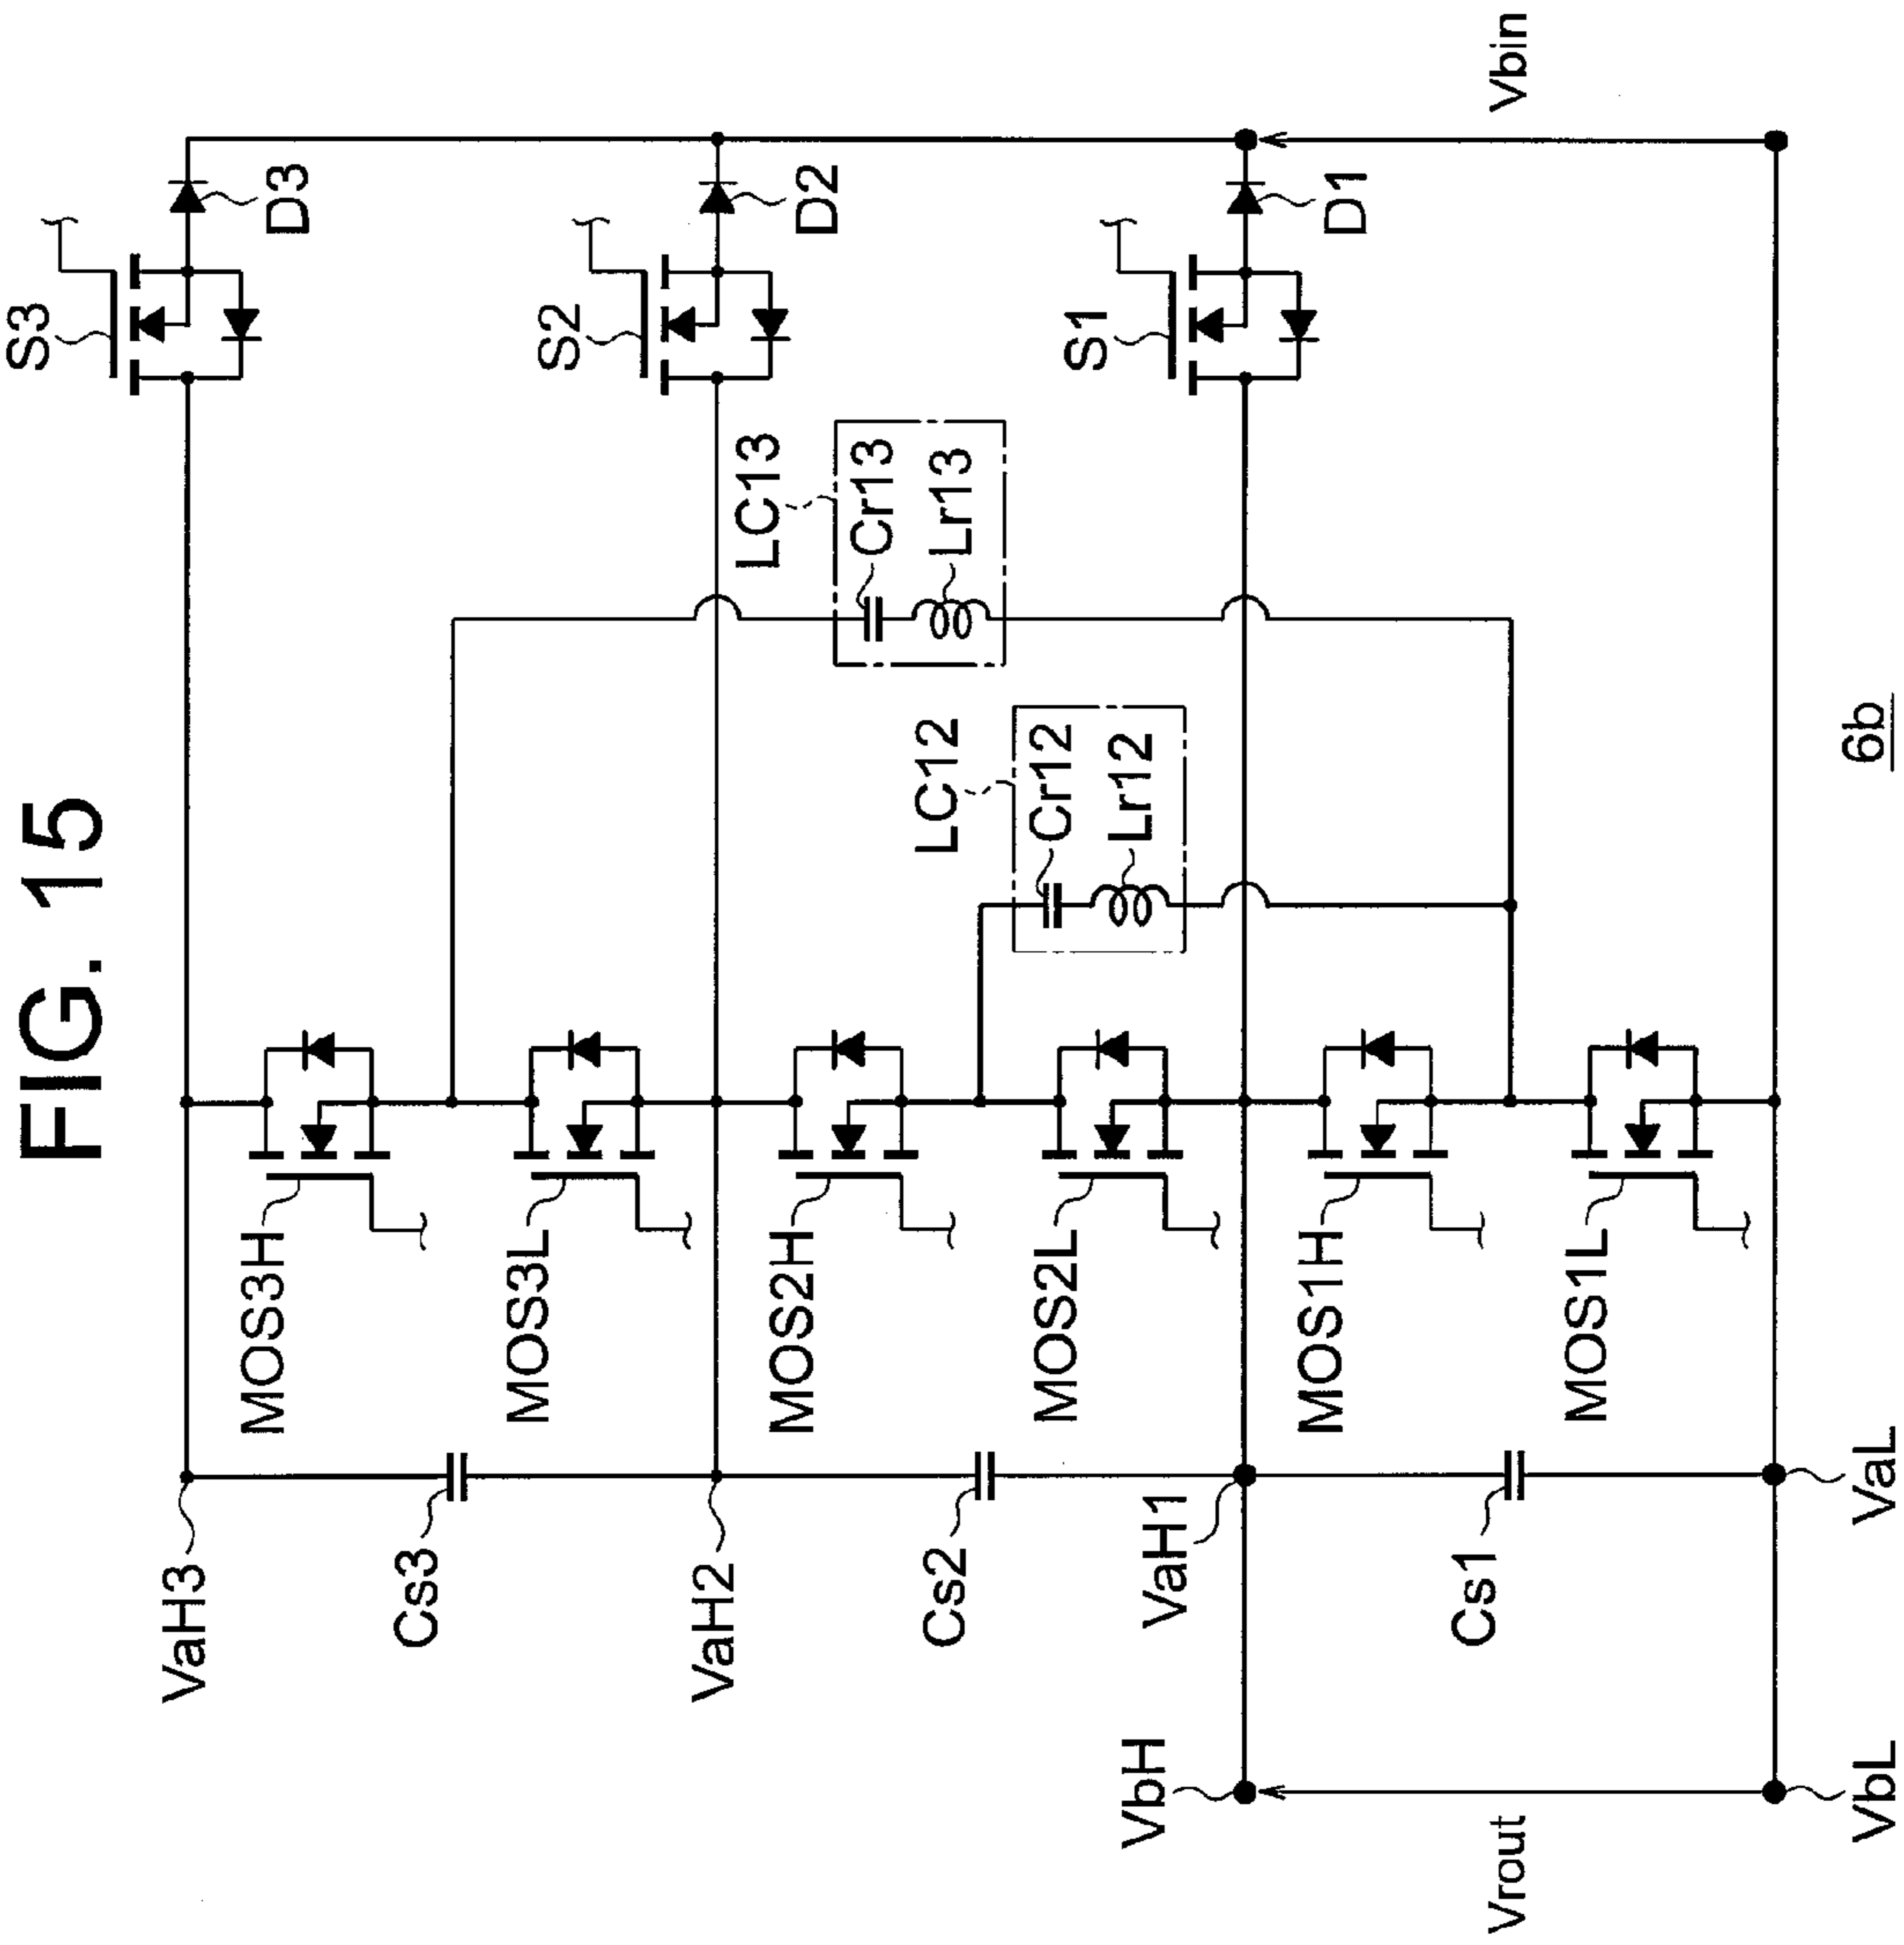 FIG. 15
S3
D3
S2
D2
S1
D1
Vbin
LC13
Cr13
Lr13
LC12
Cr12
Lr12
MOS3H
MOS3L
MOS2H
MOS2L
MOS1H
MOS1L
VaH3
Cs3
VaH2
Cs2
VaH1
Cs1
VaL
VbH
Vrout
VbL
6b